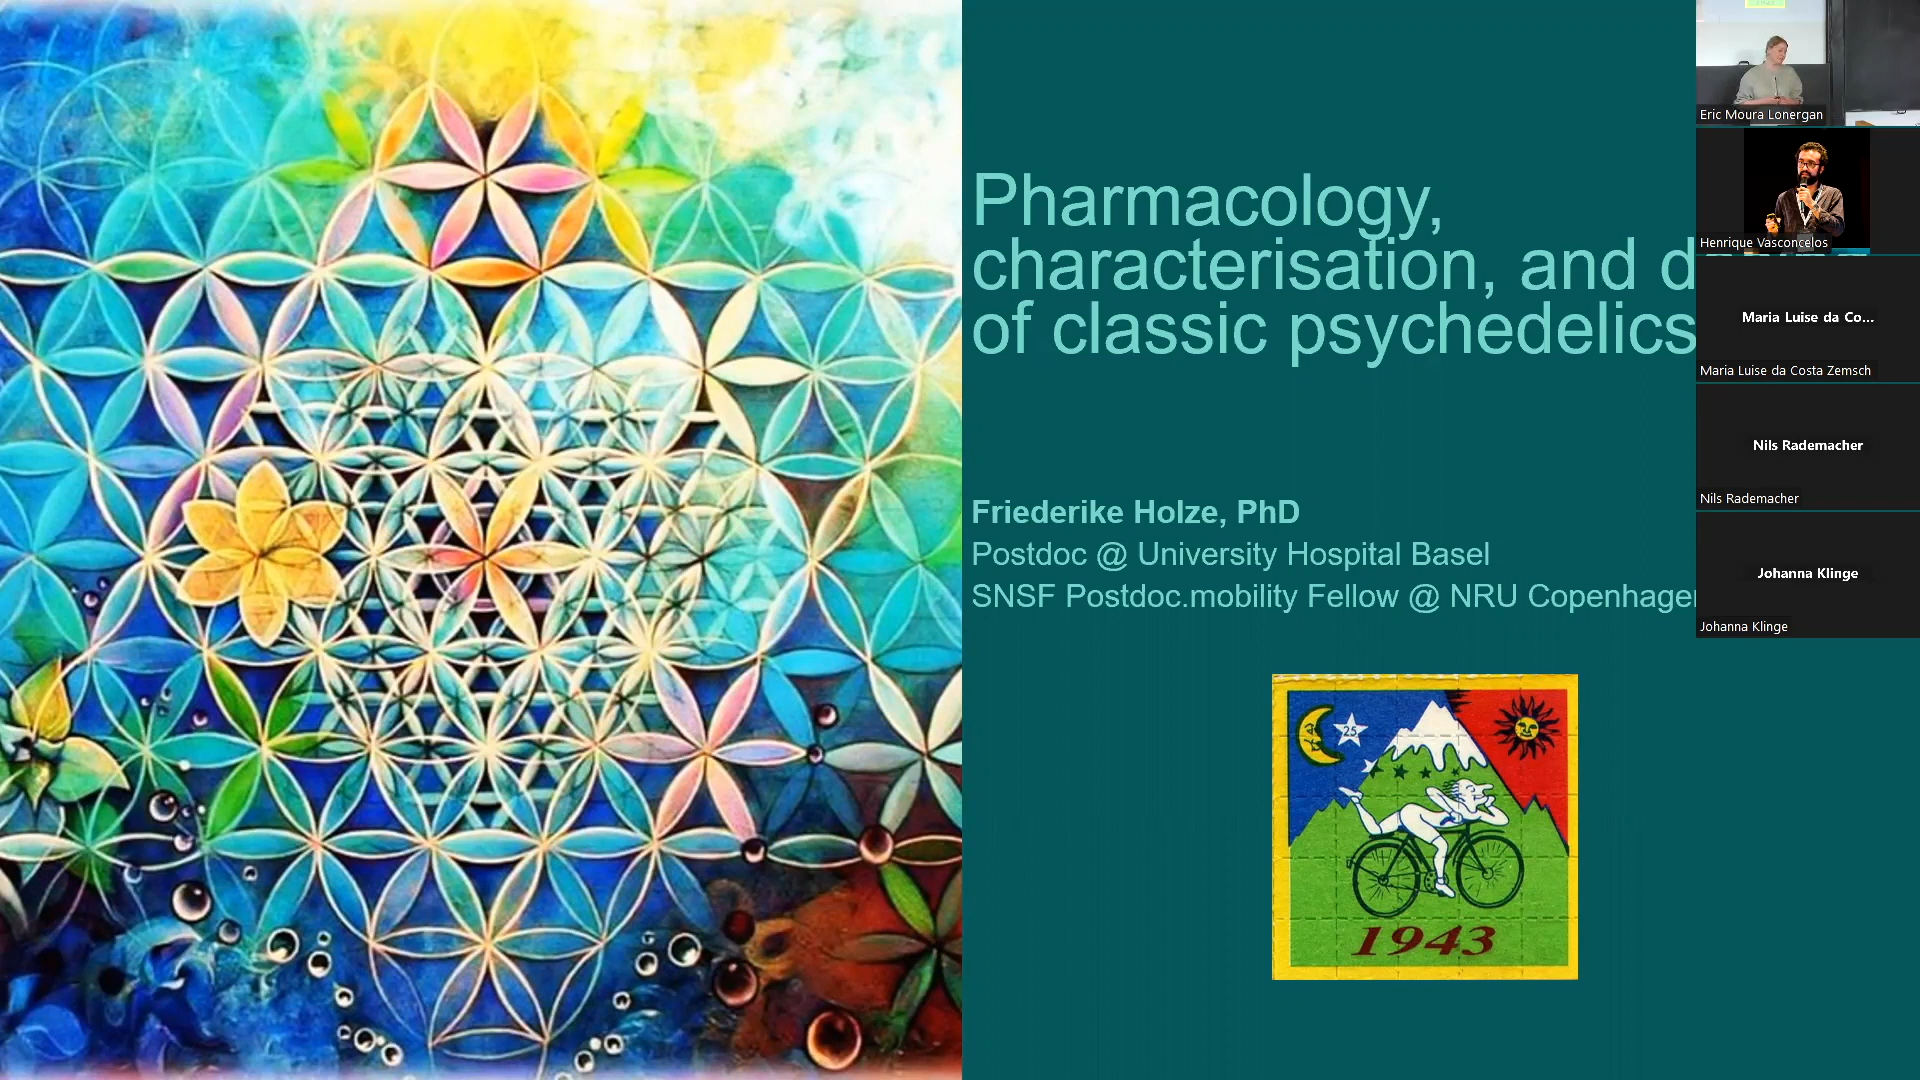 Pharmacology,
characterisation, and
of classic psychedelics
Friederike Holze, PhD
Postdoc @ University Hospital Basel
SNSF Postdoc.mobility Fellow @ NRU
25
1943
1943
Eric Moura Lonergan
Henrique Vasconcelos
Maria Luise da Co...
Maria Luise da Costa Zemsch
Nils Rademacher
Nils Rademacher
Johanna Klinge
Johanna Klinge